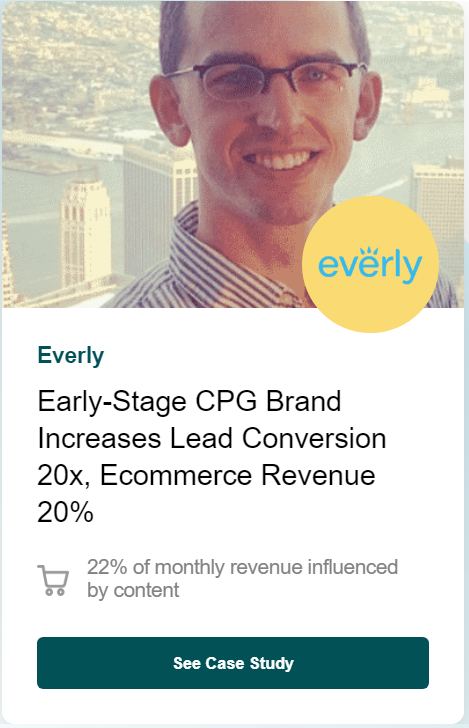 everly
Everly
Early-Stage CPG Brand
Increases Lead Conversion
20x, Ecommerce Revenue
20%
22% of monthly revenue influenced
by content
See Case Study